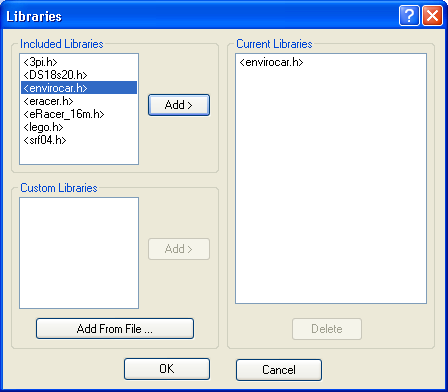 Libraries
Included Libraries
<3pi.h>
<DS18s20.h>
<envirocar.h>
<eracer.h>
<eRacer_16m.h>
<lego.h>
<srf04.h>
Add >
Current Libraries
<envirocar.h>
Custom Libraries
Add >
Add From File ...
Delete
OK
Cancel